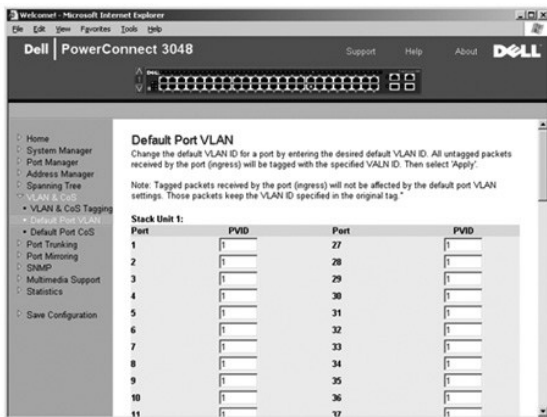 Welcome! - Microsoft Internet Explorer
File Edit View Favorites Tools Help
Dell | PowerConnect 3048
Support Help About DELL
Home
System Manager
Port Manager
Address Manager
Spanning Tree
VLAN & CoS
VLAN & CoS Tagging
Default Port VLAN
Default Port CoS
Port Trunking
Port Mirroring
SNMP
Multimedia Support
Statistics
Save Configuration
Default Port VLAN
Change the default VLAN ID for a port by entering the desired default VLAN ID. All untagged packets
received by the port (ingress) will be tagged with the specified VALN ID. Then select 'Apply'.
Note: Tagged packets received by the port (ingress) will not be affected by the default port VLAN
settings. Those packets keep the VLAN ID specified in the original tag."
Stack Unit 1:
Port PVID Port PVID
1 1 27 1
2 1 28 1
3 1 29 1
4 1 30 1
5 1 31 1
6 1 32 1
7 1 33 1
8 1 34 1
9 1 35 1
10 1 36 1
11 1 37 1